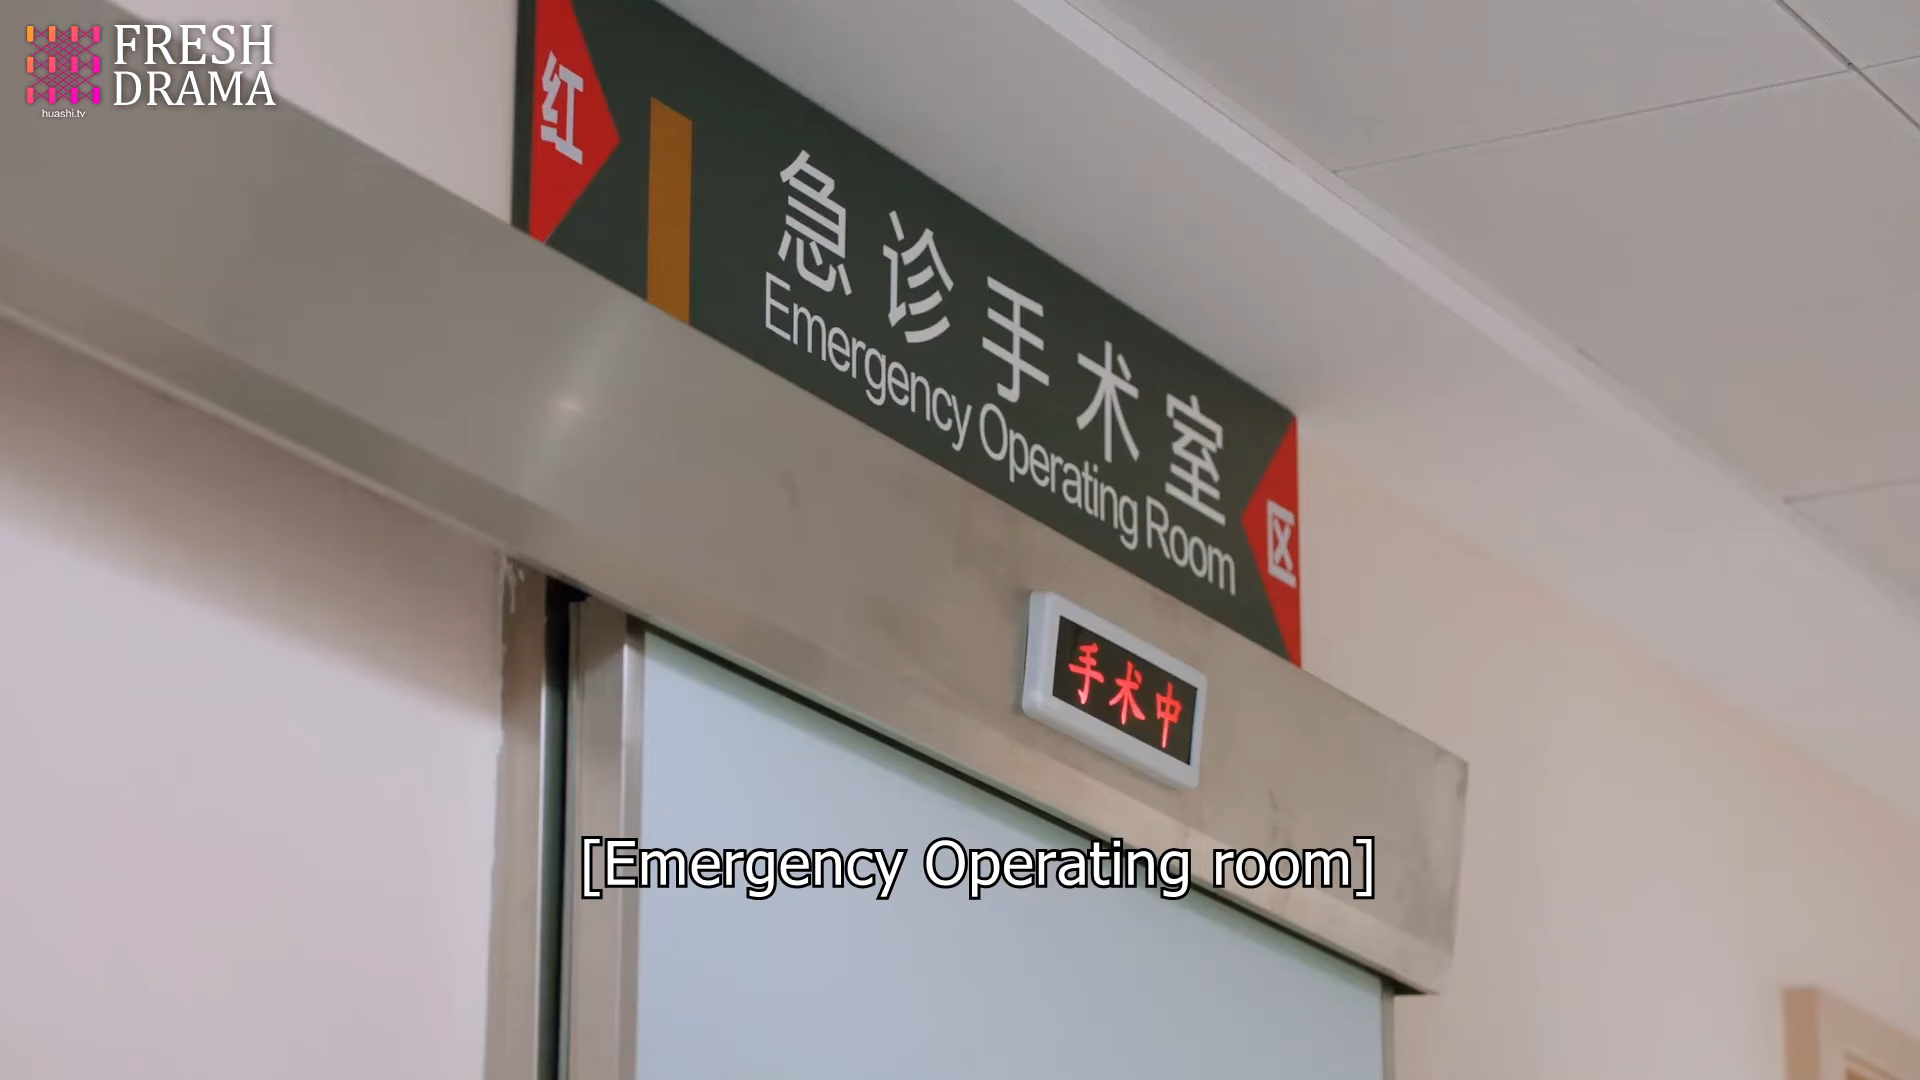 FRESH
DRAMA
huashi.tv
红
急诊手术室
Emergency Operating Room
区
手术中
[Emergency Operating room]